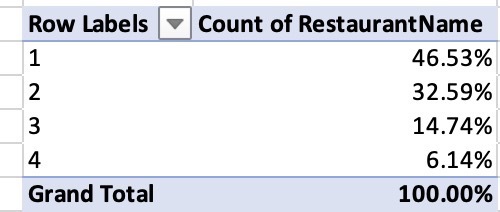 Row Labels Count of RestaurantName
1 46.53%
2 32.59%
3 14.74%
4 6.14%
Grand Total 100.00%